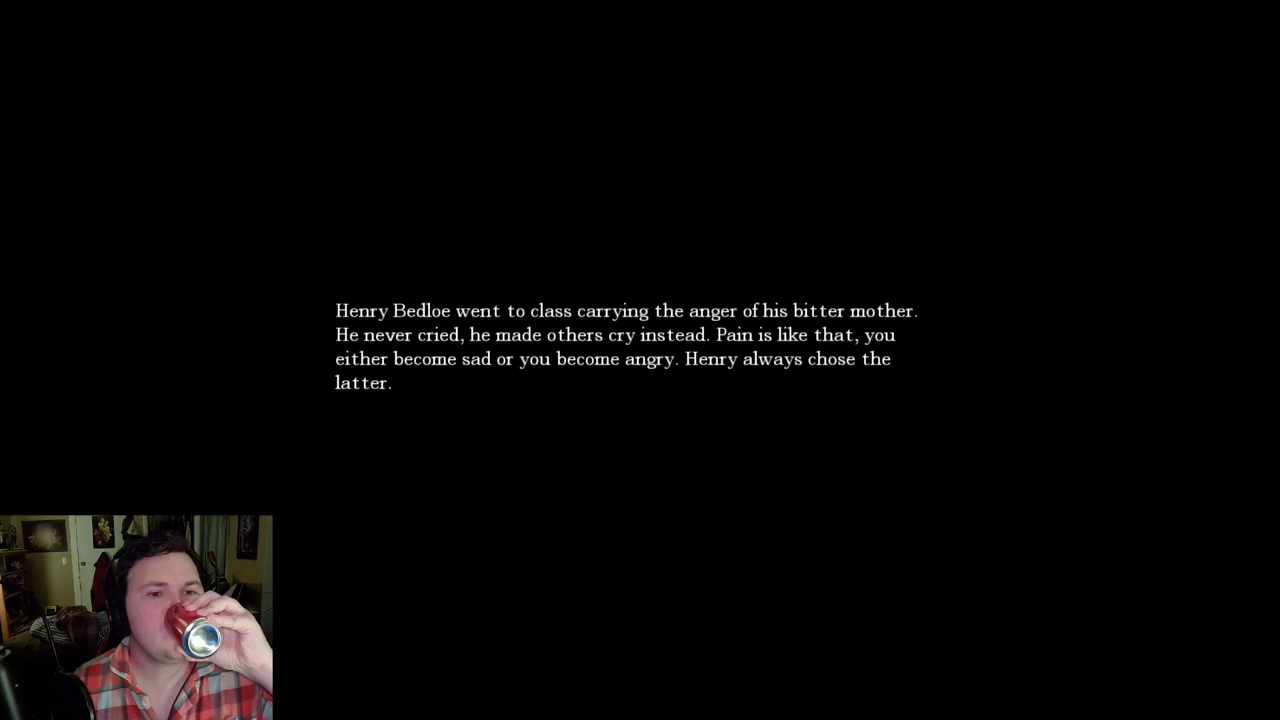 Henry Bedloe went to class carrying the anger of his bitter mother.
He never cried, he made others cry instead. Pain is like that, you
either become sad or you become angry. Henry always chose the
latter.